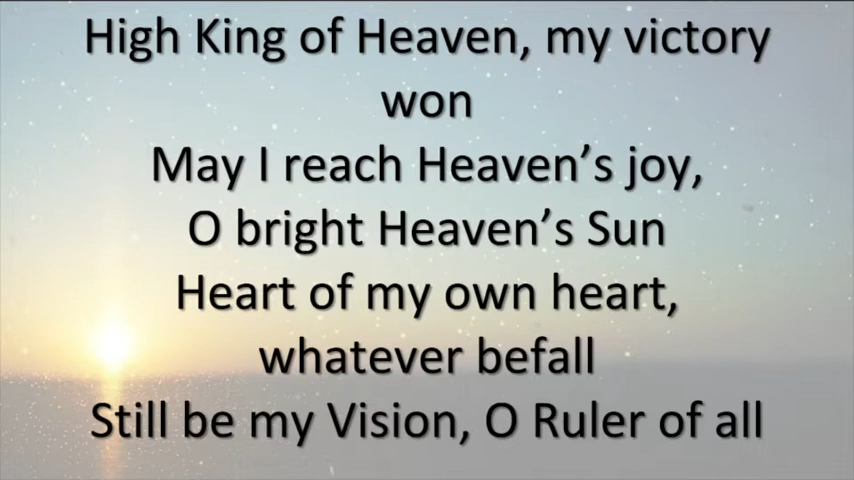 High King of Heaven, my victory
won
May I reach Heaven’s joy,
O bright Heaven’s Sun
Heart of my own heart,
whatever befall
Still be my Vision, O Ruler of all